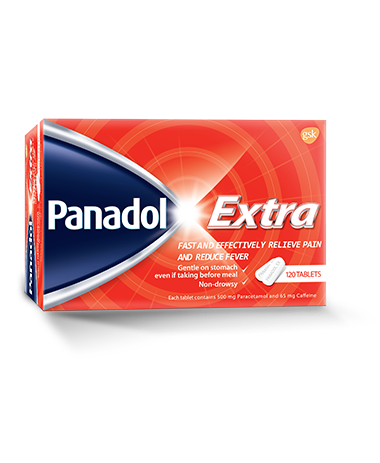 gsk
Panadol Extra
FAST AND EFFECTIVELY RELIEVE PAIN
AND REDUCE FEVER
Gentle on stomach
even if taking before meal ✓
Non-drowsy ✓
120 TABLETS
Each tablet contains 500 mg Paracetamol and 65 mg Caffeine
Panadol Extra